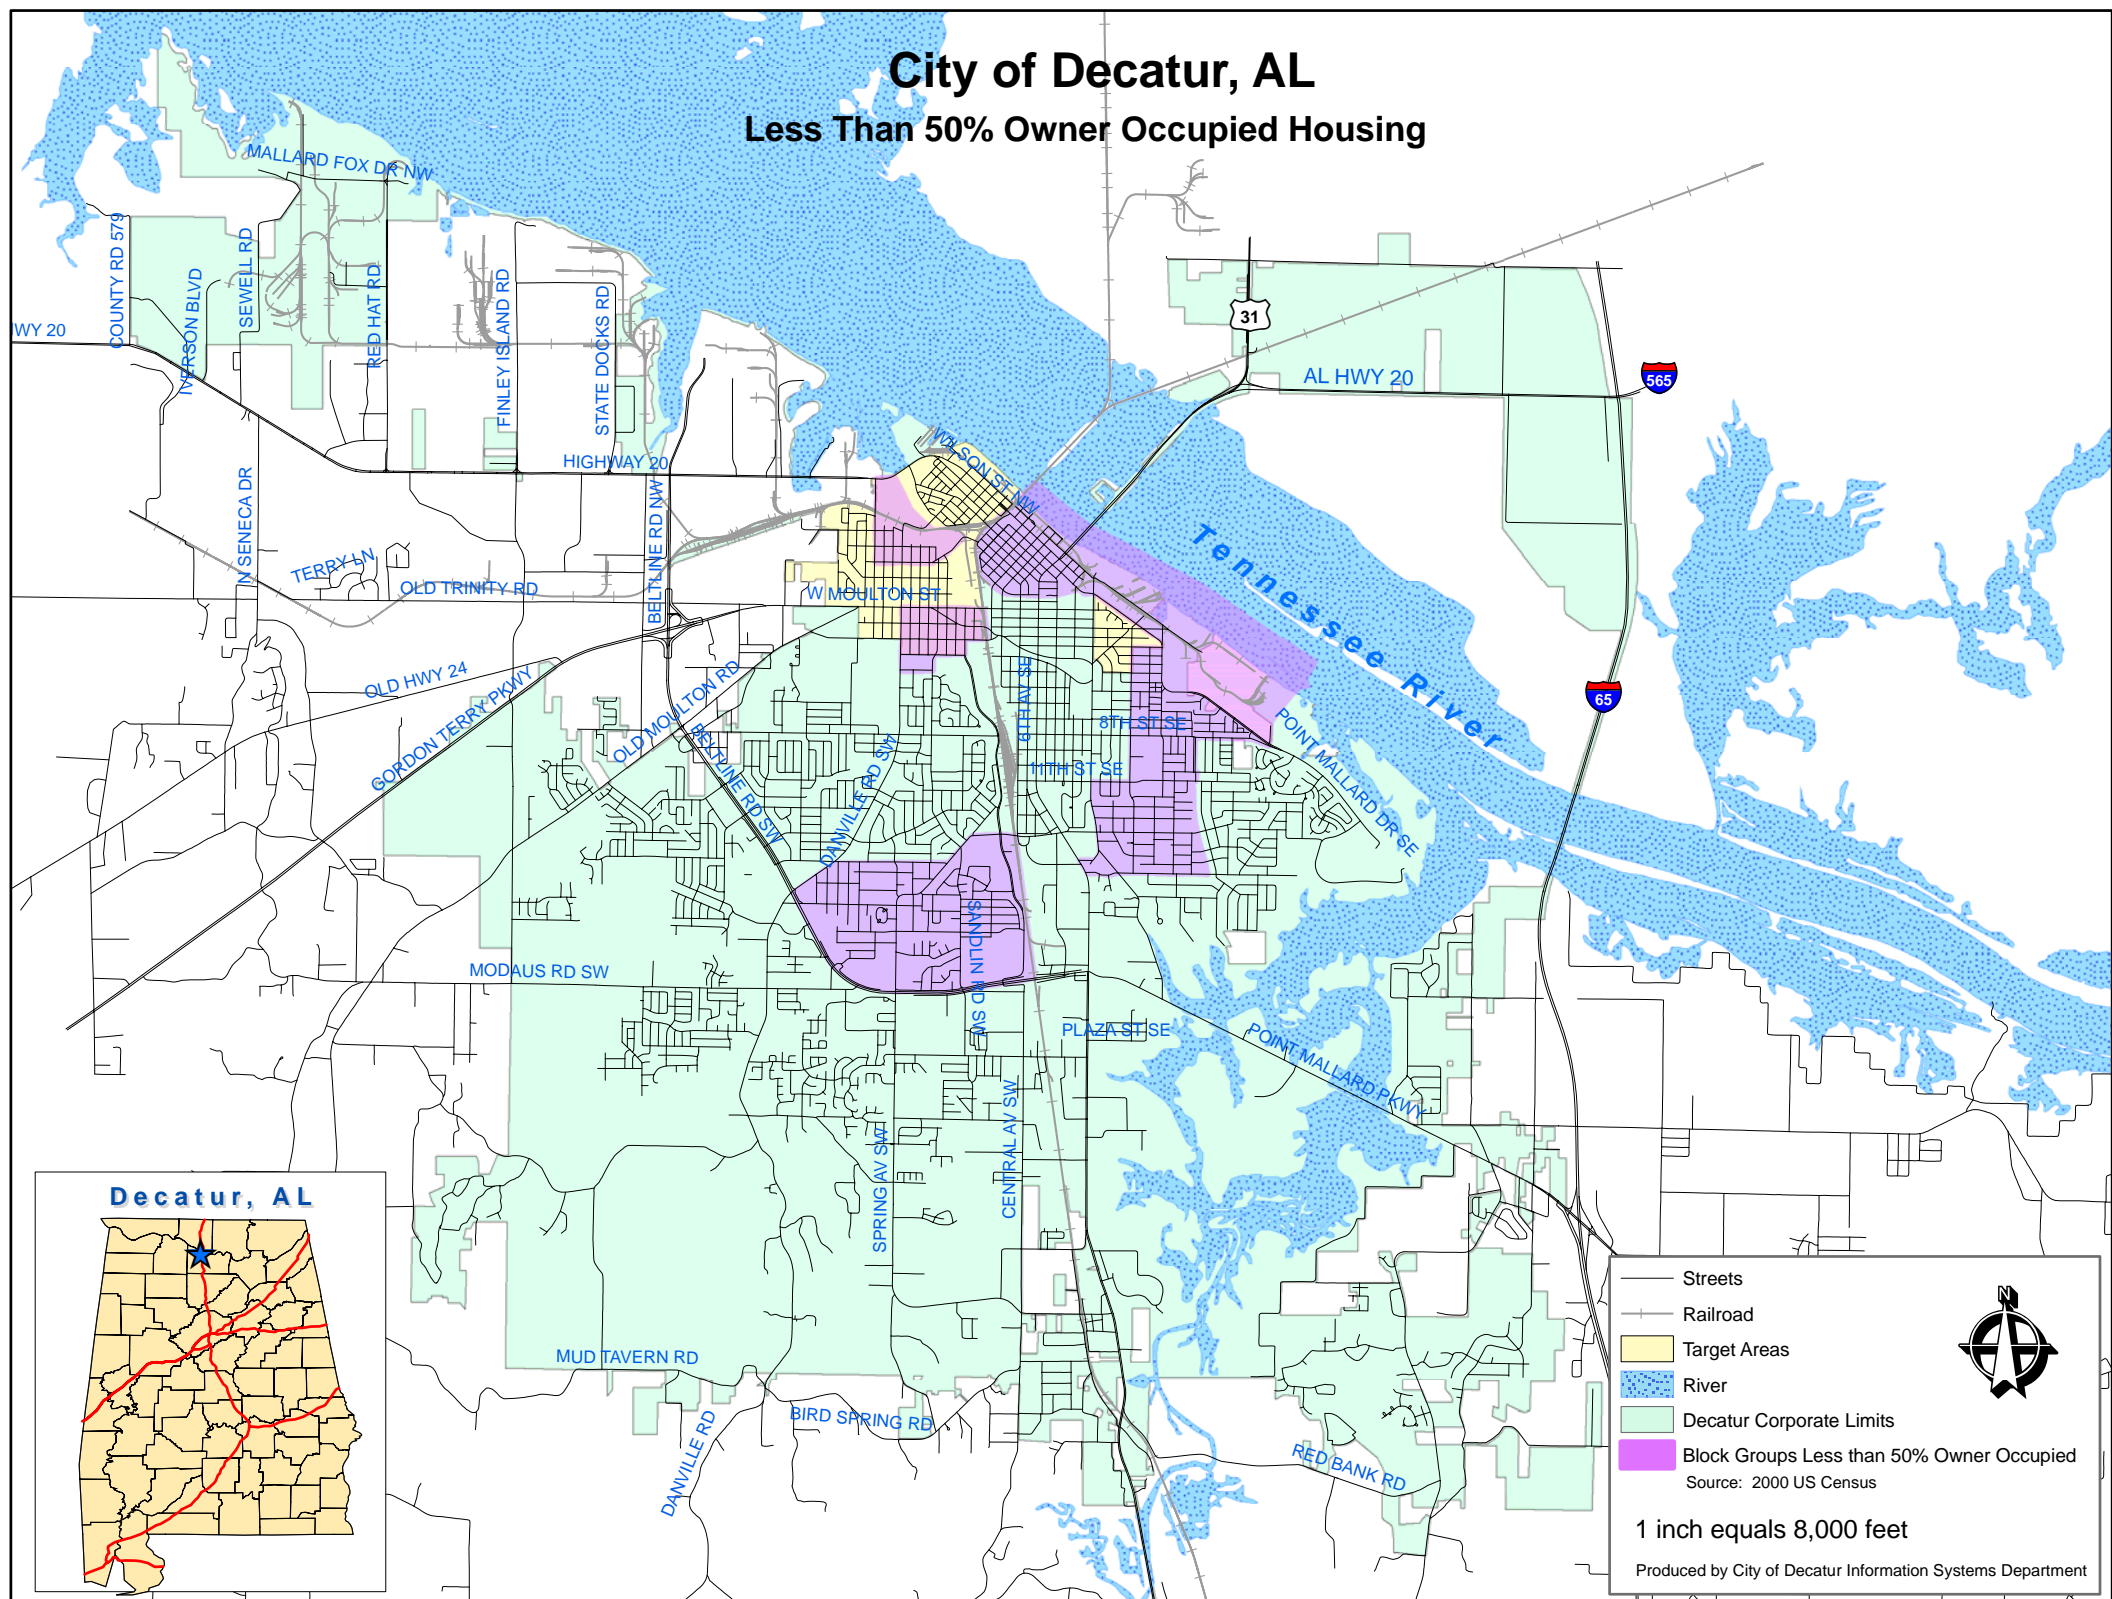 City of Decatur, AL
Less Than 50% Owner Occupied Housing
MALLARD FOX DR NW
COUNTY RD 579
IVERSON BLVD
SEWELL RD
RED HAT RD
FINLEY ISLAND RD
STATE DOCKS RD
WY 20
31
AL HWY 20
565
HIGHWAY 20
WILSON ST NW
N SENECA DR
BELTLINE RD NW
TERRY LN
OLD TRINITY RD
W MOULTON ST
Tennessee River
OLD HWY 24
GORDON TERRY PKWY
OLD MOULTON RD
BELTLINE RD SW
DANVILLE RD SW
6TH AV SE
8TH ST SE
11TH ST SE
POINT MALLARD DR SE
65
SANDLIN RD SW
MODAUS RD SW
PLAZA ST SE
POINT MALLARD PKWY
SPRING AV SW
CENTRAL AV SW
MUD TAVERN RD
DANVILLE RD
BIRD SPRING RD
RED BANK RD
Decatur, AL
Streets
Railroad
Target Areas
River
Decatur Corporate Limits
Block Groups Less than 50% Owner Occupied
Source: 2000 US Census
N
1 inch equals 8,000 feet
Produced by City of Decatur Information Systems Department